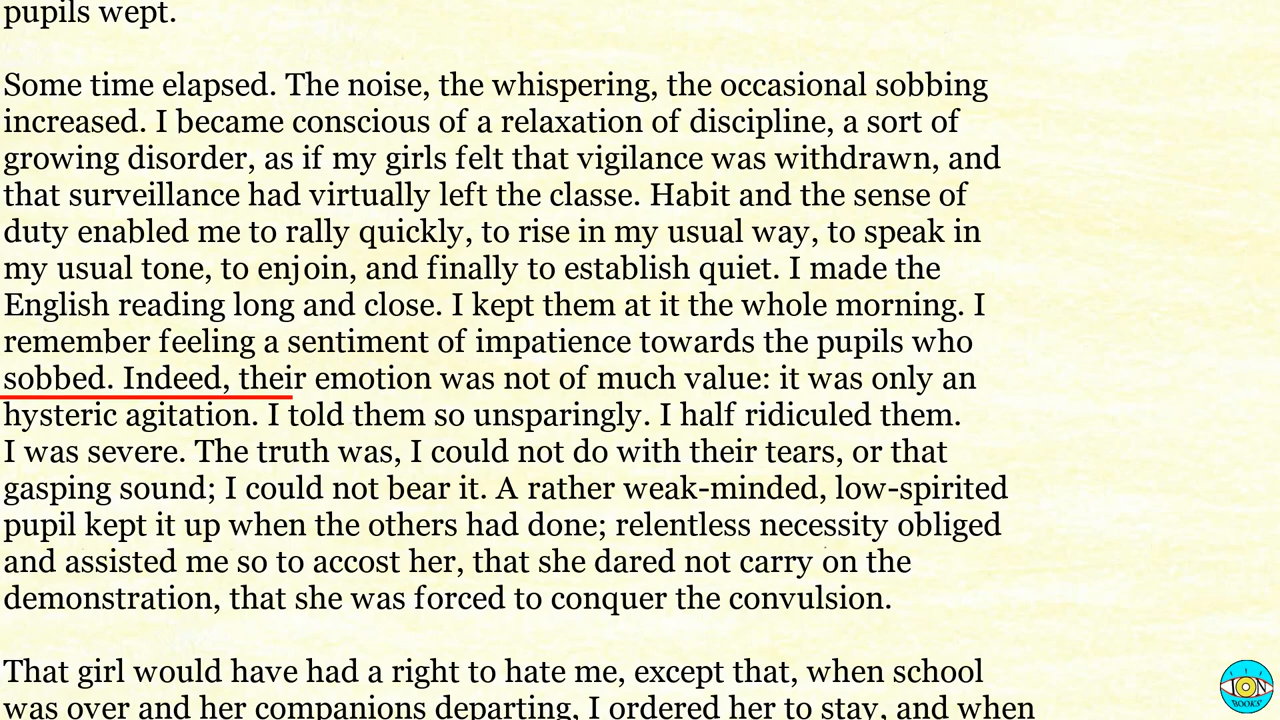 pupils wept.
Some time elapsed. The noise, the whispering, the occasional sobbing
increased. I became conscious of a relaxation of discipline, a sort of
growing disorder, as if my girls felt that vigilance was withdrawn, and
that surveillance had virtually left the classe. Habit and the sense of
duty enabled me to rally quickly, to rise in my usual way, to speak in
my usual tone, to enjoin, and finally to establish quiet. I made the
English reading long and close. I kept them at it the whole morning. I
remember feeling a sentiment of impatience towards the pupils who
sobbed. Indeed, their emotion was not of much value: it was only an
hysteric agitation. I told them so unsparingly. I half ridiculed them.
I was severe. The truth was, I could not do with their tears, or that
gasping sound; I could not bear it. A rather weak-minded, low-spirited
pupil kept it up when the others had done; relentless necessity obliged
and assisted me so to accost her, that she dared not carry on the
demonstration, that she was forced to conquer the convulsion.
That girl would have had a right to hate me, except that, when school
was over and her companions departing, I ordered her to stay, and when
ION
BOOKS